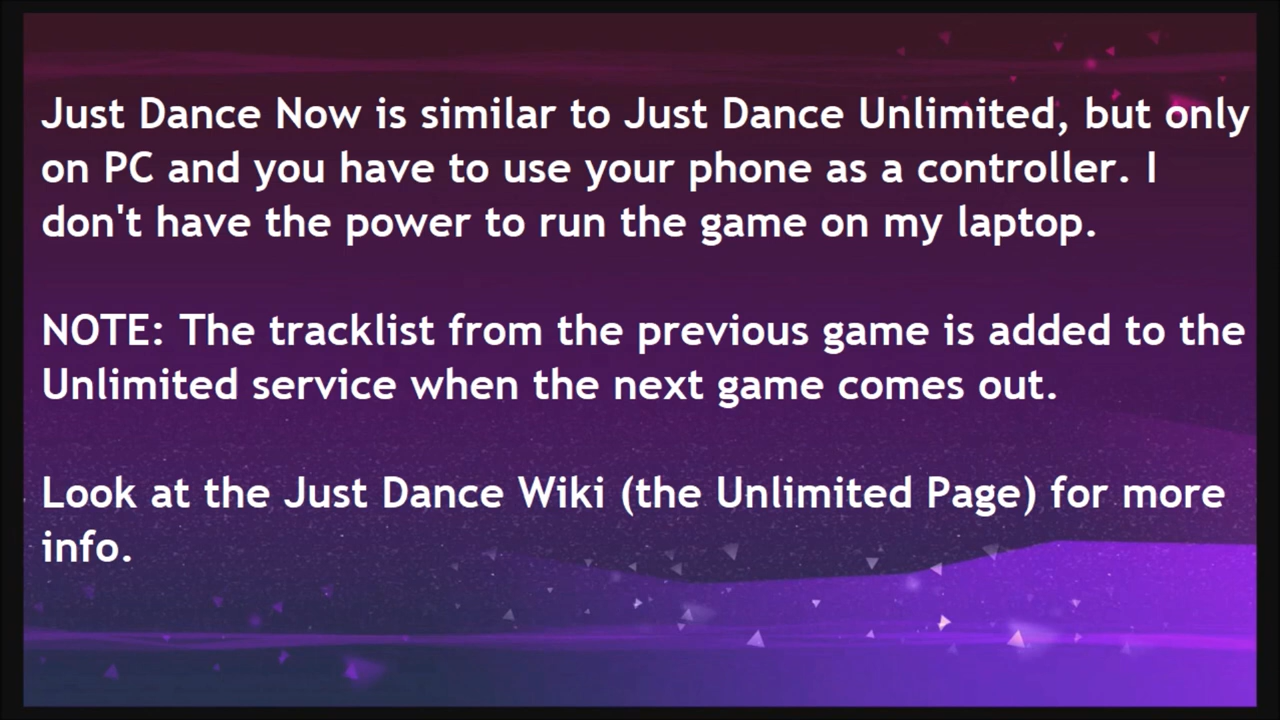 Just Dance Now is similar to Just Dance Unlimited, but only
on PC and you have to use your phone as a controller. I
don't have the power to run the game on my laptop.
NOTE: The tracklist from the previous game is added to the
Unlimited service when the next game comes out.
Look at the Just Dance Wiki (the Unlimited Page) for more
info.